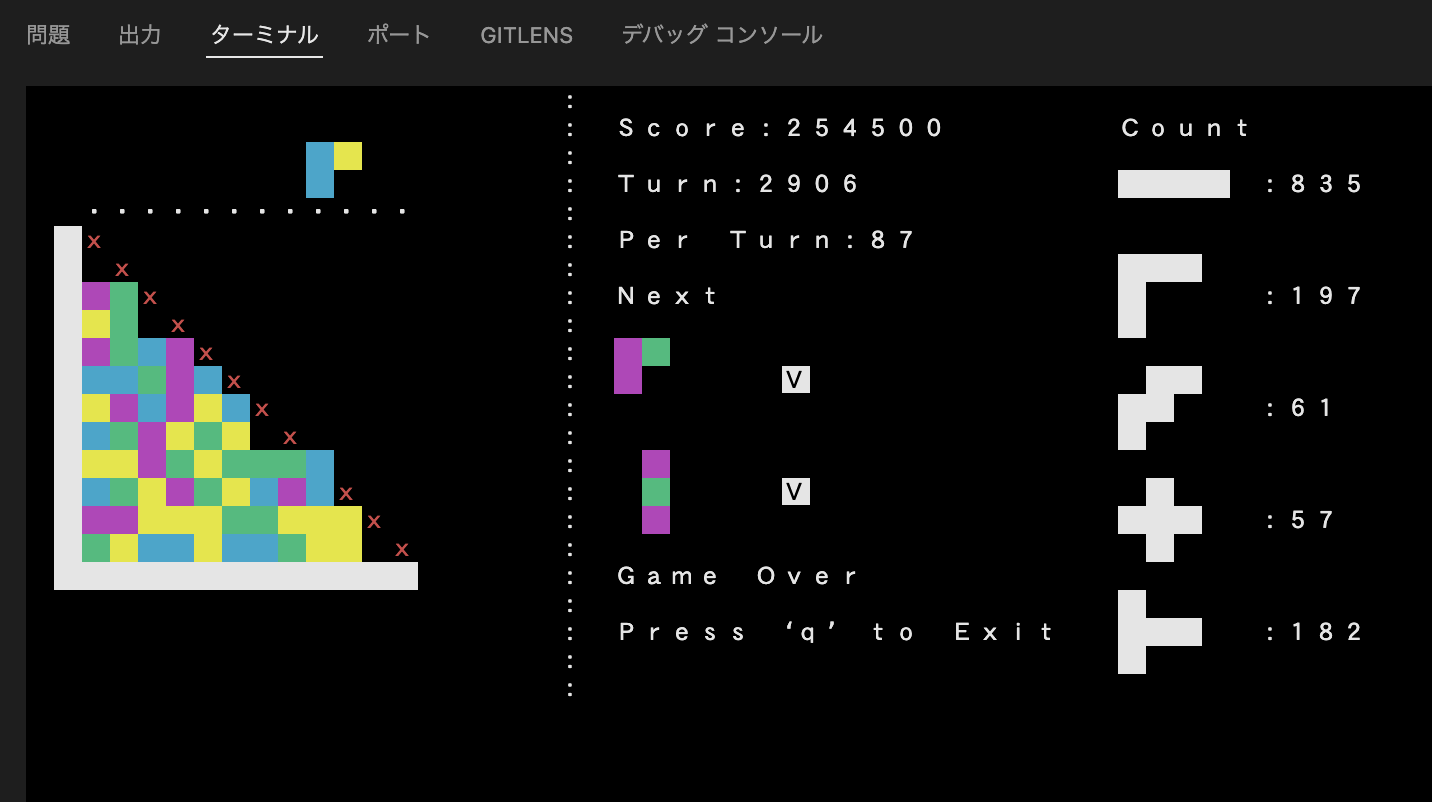 問題 出力 ターミナル ポート GITLENS デバッグ コンソール
Score:254500
Turn:2906
Per Turn:87
Next
V
V
Game Over
Press ‘q’ to Exit
Count
:835
:197
:61
:57
:182
x
x
x
x
x
x
x
x
x
x
x